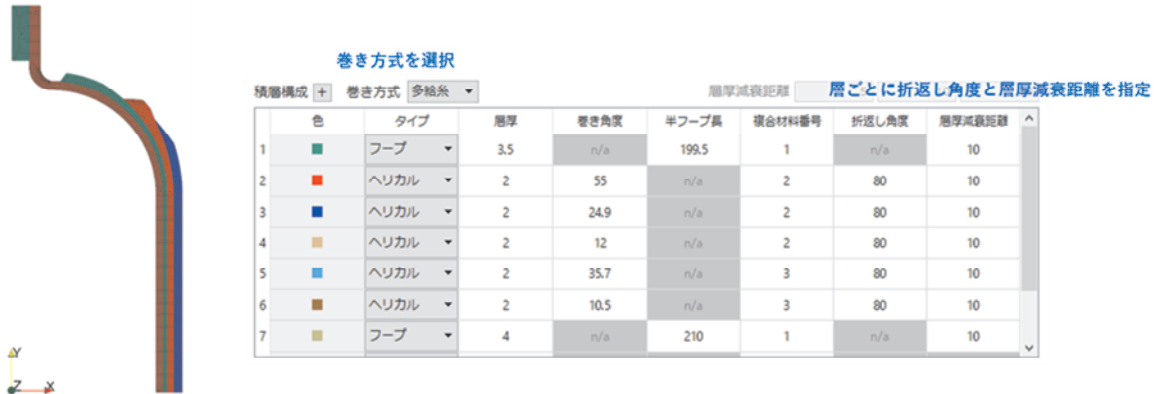 巻き方式を選択
積層構成 + 巻き方式 多給糸
層厚減衰距離 層ごとに折返し角度と層厚減衰距離を指定
色 タイプ 層厚 巻き角度 半フープ長 複合材料番号 折返し角度 層厚減衰距離
1 フープ 3.5 n/a 199.5 1 n/a 10
2 ヘリカル 2 55 n/a 2 80 10
3 ヘリカル 2 24.9 n/a 2 80 10
4 ヘリカル 2 12 n/a 2 80 10
5 ヘリカル 2 35.7 n/a 3 80 10
6 ヘリカル 2 10.5 n/a 3 80 10
7 フープ 4 n/a 210 1 n/a 10
Y
Z X